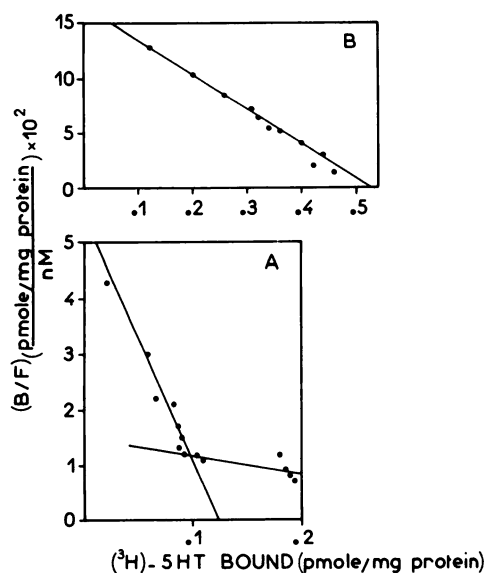 15
B
10
5
0
.1 .2 .3 .4 .5
(B/F)(pmole/mg protein)×10²
nM
5
A
4
3
2
1
0
.1 .2
(³H)-5HT BOUND(pmole/mg protein)